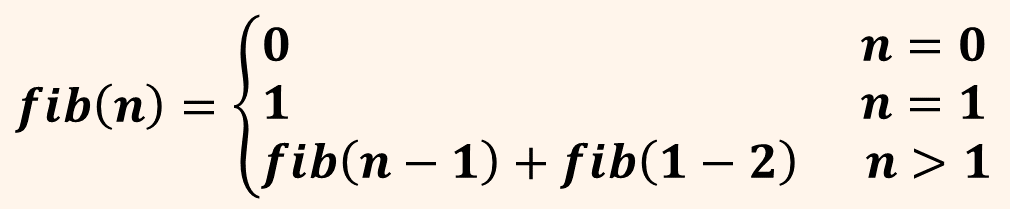 0 n = 0
fib(n) = { 1 n = 1
fib(n − 1) + fib(1 − 2) n > 1